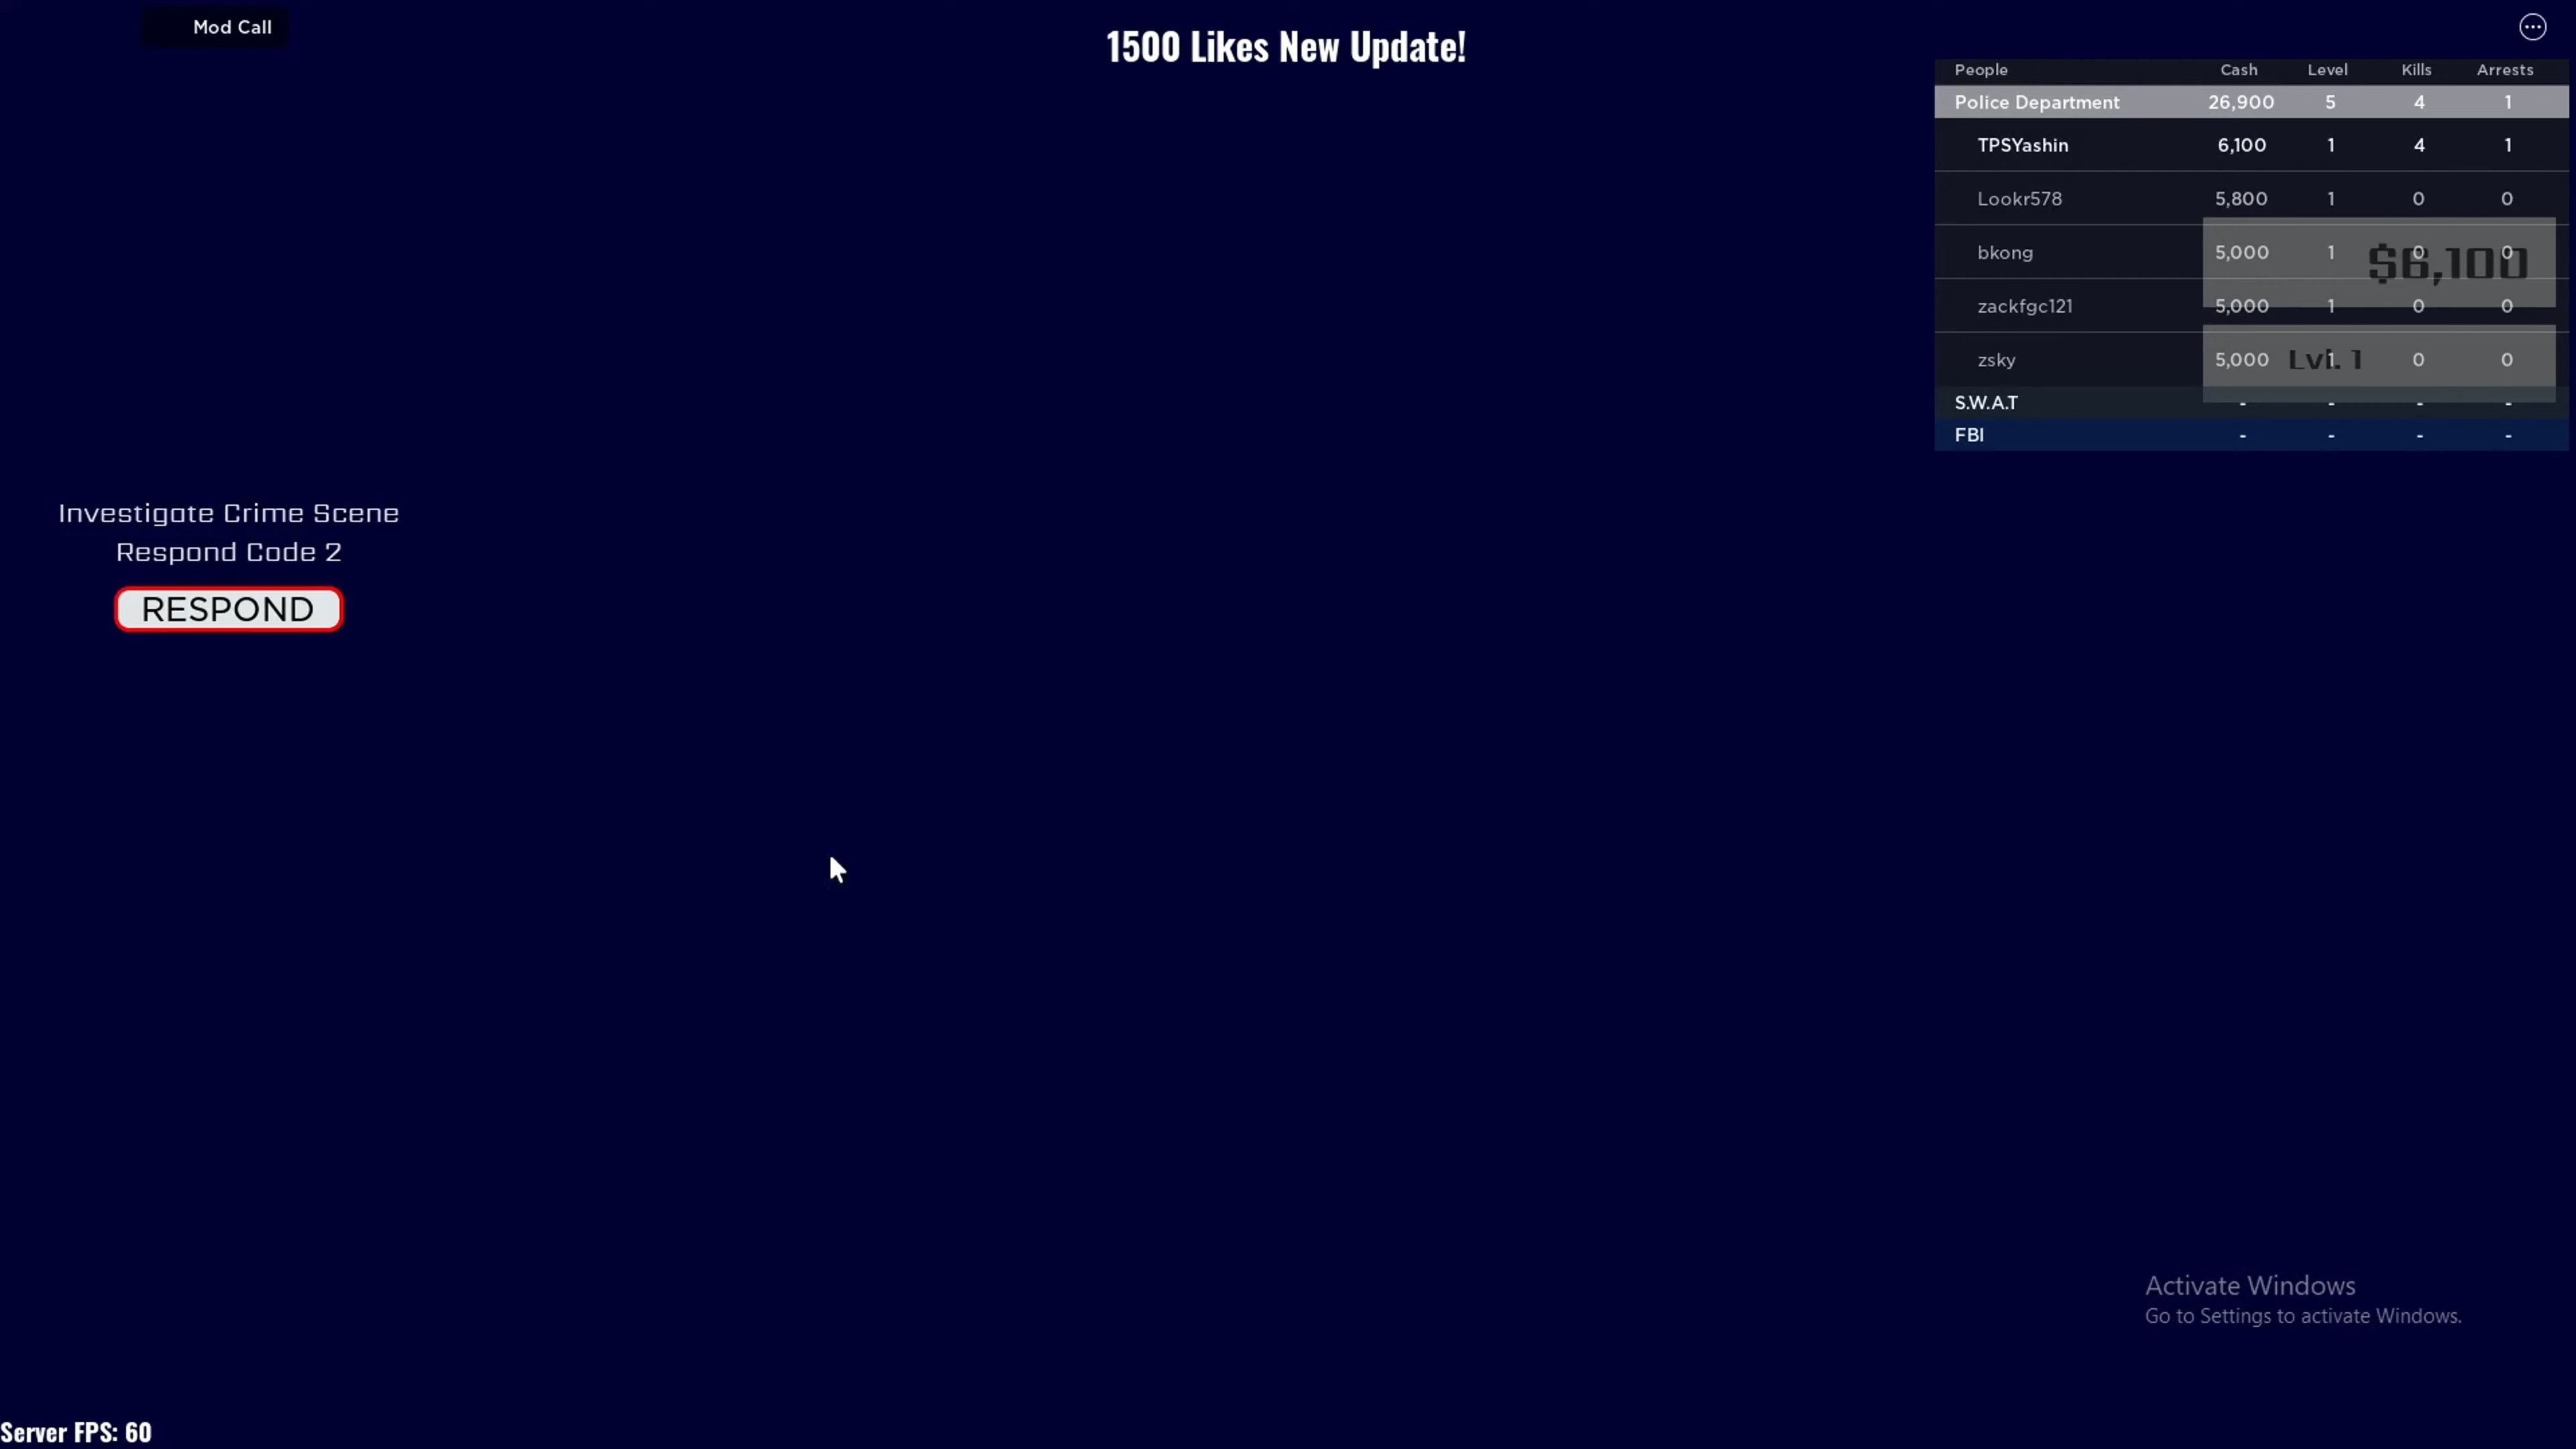 Mod Call
1500 Likes New Update!
People Cash Level Kills Arrests
Police Department 26,900 5 4 1
TPSYashin 6,100 1 4 1
Lookr578 5,800 1 0 0
bkong 5,000 1 0 0
$6,100
zackfgc121 5,000 1 0 0
zsky 5,000 1 0 0
Lvl. 1
S.W.A.T - - - -
FBI - - - -
Investigate Crime Scene
Respond Code 2
RESPOND
Activate Windows
Go to Settings to activate Windows.
Server FPS: 60